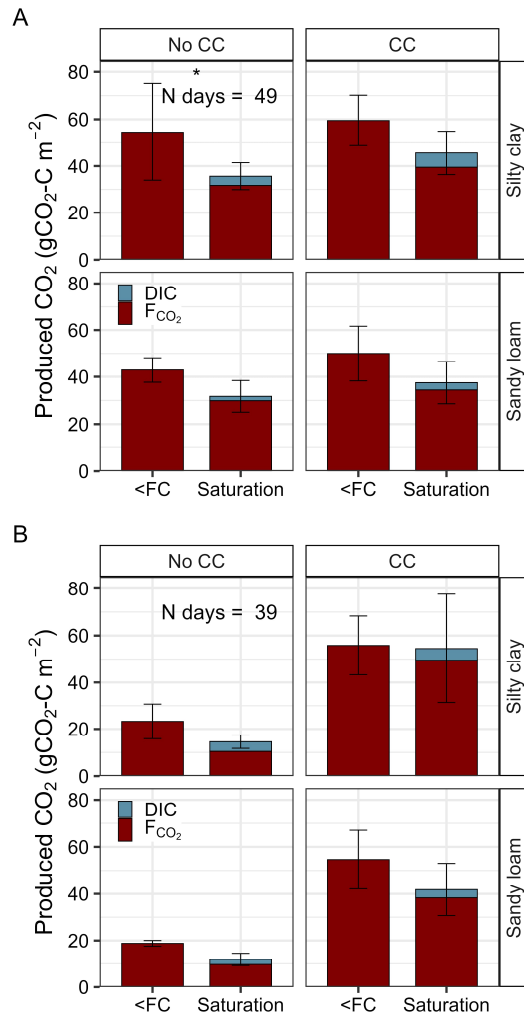 A
No CC
CC
Produced CO₂ (gCO₂-C m⁻²)
80
60
40
20
0
*
N days = 49
Silty clay
80
60
40
20
0
DIC
F_CO₂
Sandy loam
<FC
Saturation
<FC
Saturation
B
No CC
CC
Produced CO₂ (gCO₂-C m⁻²)
80
60
40
20
0
N days = 39
Silty clay
80
60
40
20
0
DIC
F_CO₂
Sandy loam
<FC
Saturation
<FC
Saturation